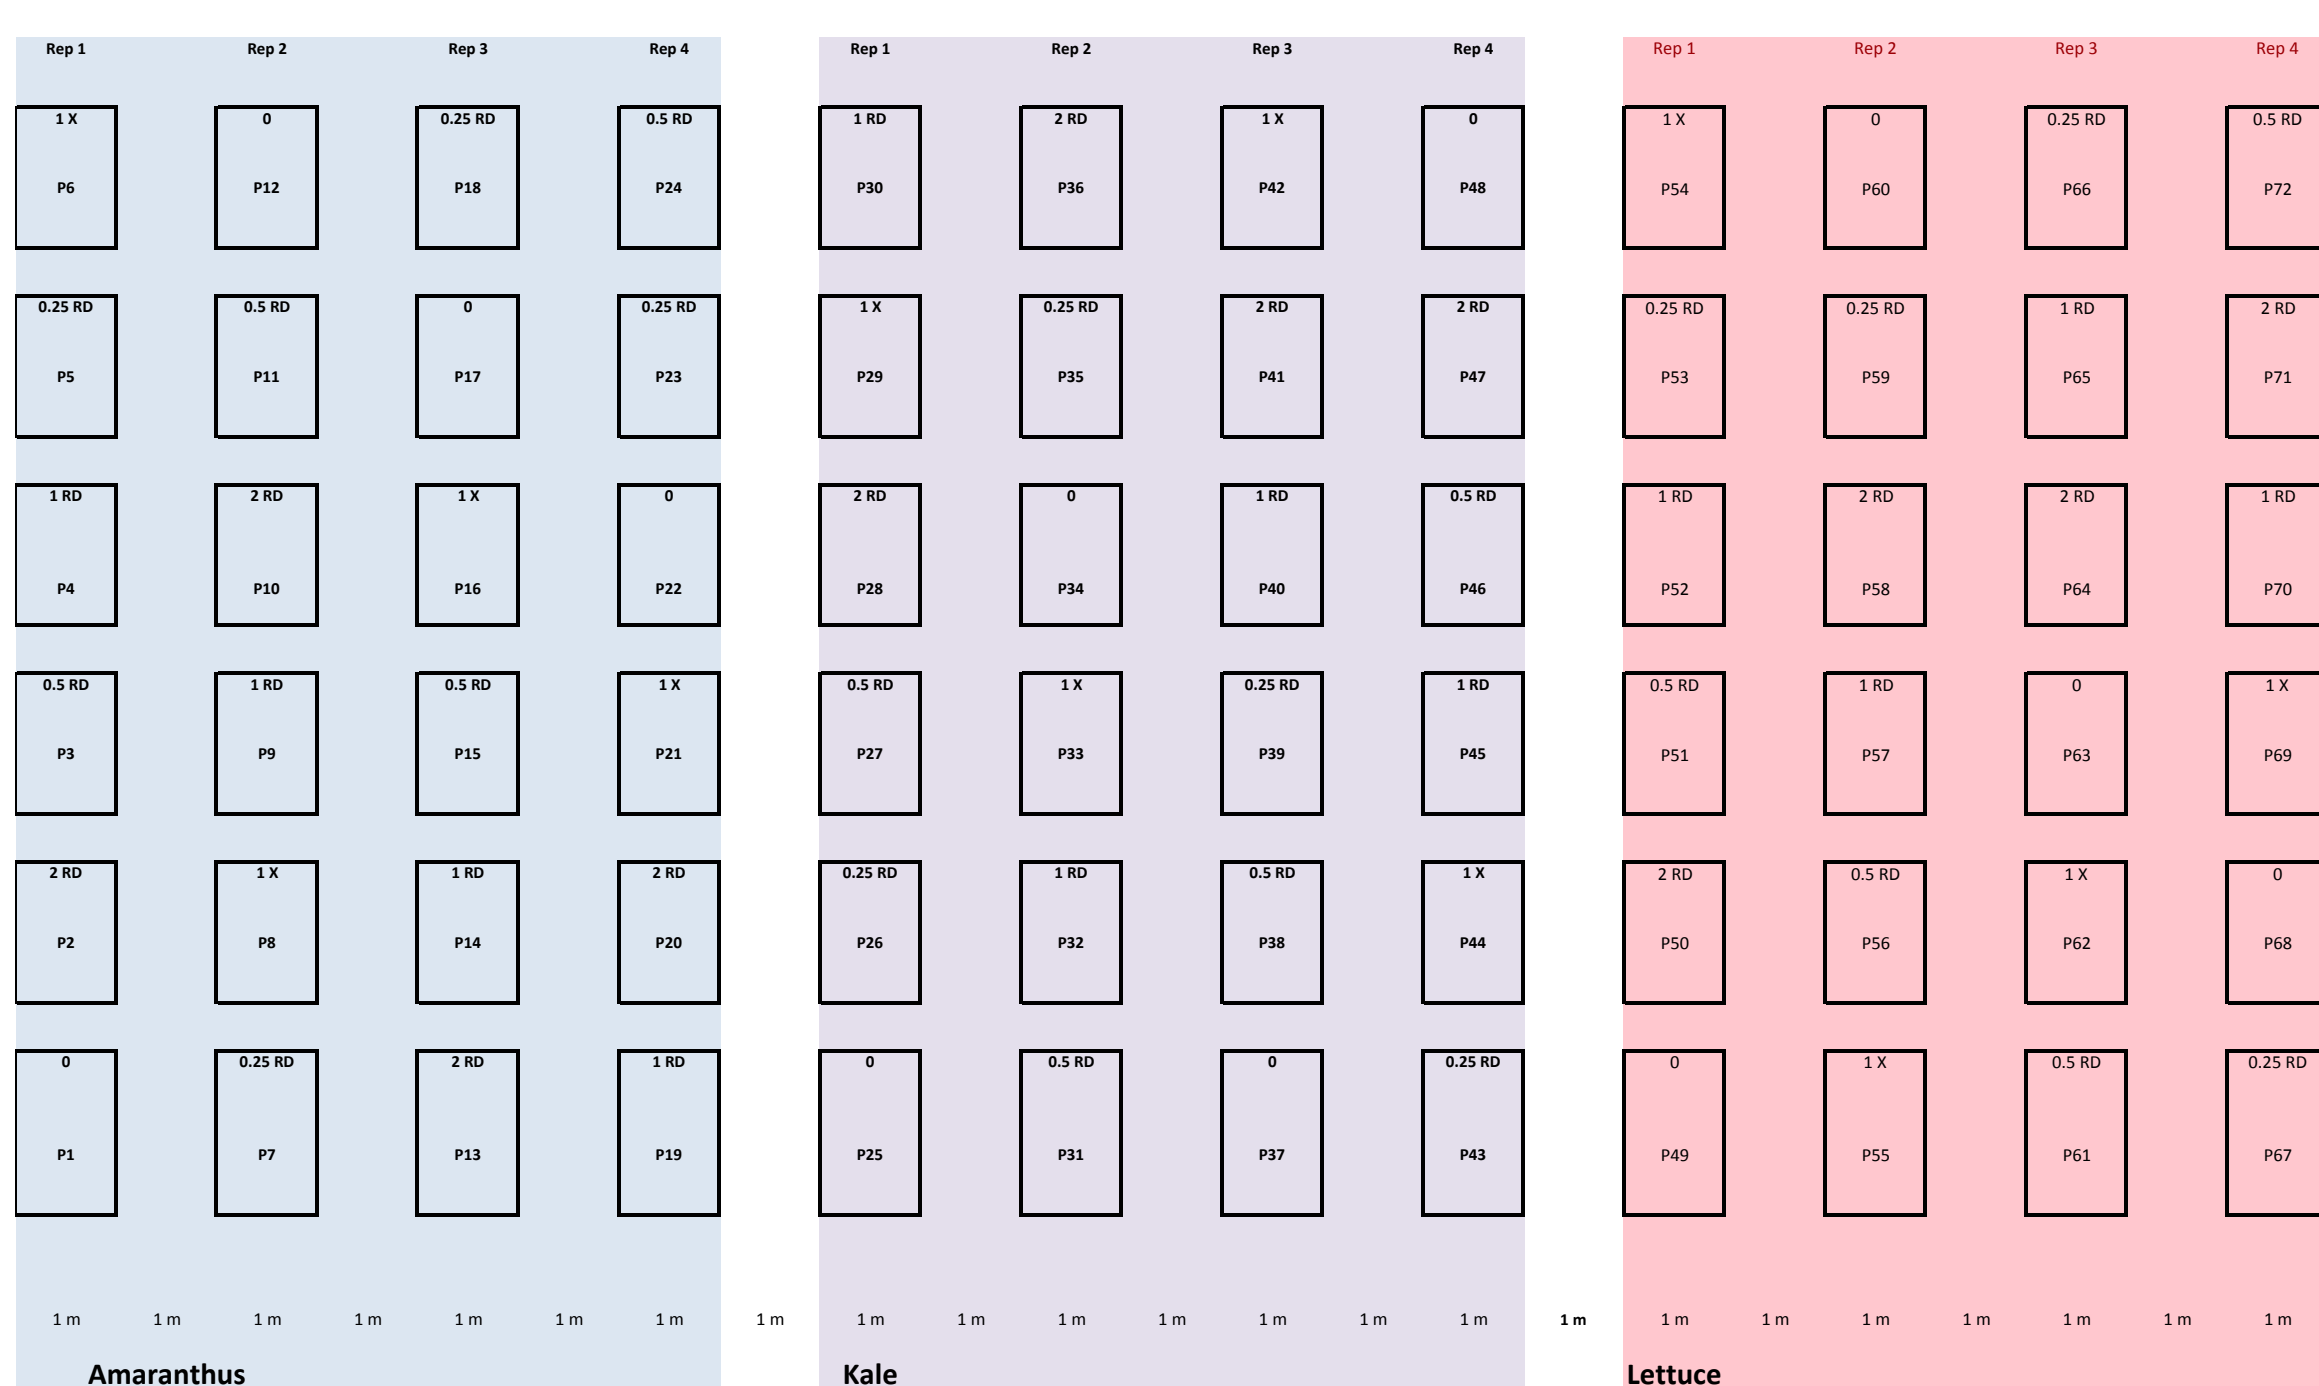 Rep 1 Rep 2 Rep 3 Rep 4 Rep 1 Rep 2 Rep 3 Rep 4 Rep 1 Rep 2 Rep 3 Rep 4
1 X 0 0.25 RD 0.5 RD 1 RD 2 RD 1 X 0 1 X 0 0.25 RD 0.5 RD
P6 P12 P18 P24 P30 P36 P42 P48 P54 P60 P66 P72
0.25 RD 0.5 RD 0 0.25 RD 1 X 0.25 RD 2 RD 2 RD 0.25 RD 0.25 RD 1 RD 2 RD
P5 P11 P17 P23 P29 P35 P41 P47 P53 P59 P65 P71
1 RD 2 RD 1 X 0 2 RD 0 1 RD 0.5 RD 1 RD 2 RD 2 RD 1 RD
P4 P10 P16 P22 P28 P34 P40 P46 P52 P58 P64 P70
0.5 RD 1 RD 0.5 RD 1 X 0.5 RD 1 X 0.25 RD 1 RD 0.5 RD 1 RD 0 1 X
P3 P9 P15 P21 P27 P33 P39 P45 P51 P57 P63 P69
2 RD 1 X 1 RD 2 RD 0.25 RD 1 RD 0.5 RD 1 X 2 RD 0.5 RD 1 X 0
P2 P8 P14 P20 P26 P32 P38 P44 P50 P56 P62 P68
0 0.25 RD 2 RD 1 RD 0 0.5 RD 0 0.25 RD 0 1 X 0.5 RD 0.25 RD
P1 P7 P13 P19 P25 P31 P37 P43 P49 P55 P61 P67
1 m 1 m 1 m 1 m 1 m 1 m 1 m 1 m 1 m 1 m 1 m 1 m 1 m 1 m 1 m 1 m 1 m 1 m 1 m 1 m 1 m 1 m 1 m
Amaranthus Kale Lettuce